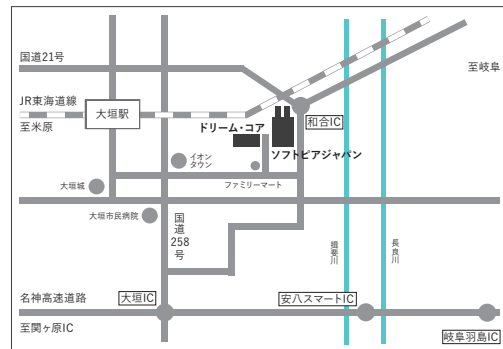 国道21号
至岐阜
JR東海道線
大垣駅
至米原
和合IC
ドリーム・コア
ソフトピアジャパン
イオン
タウン
ファミリーマート
大垣城
大垣市民病院
国道258号
揖斐川
長良川
名神高速道路
大垣IC
安八スマートIC
至関ヶ原IC
岐阜羽島IC